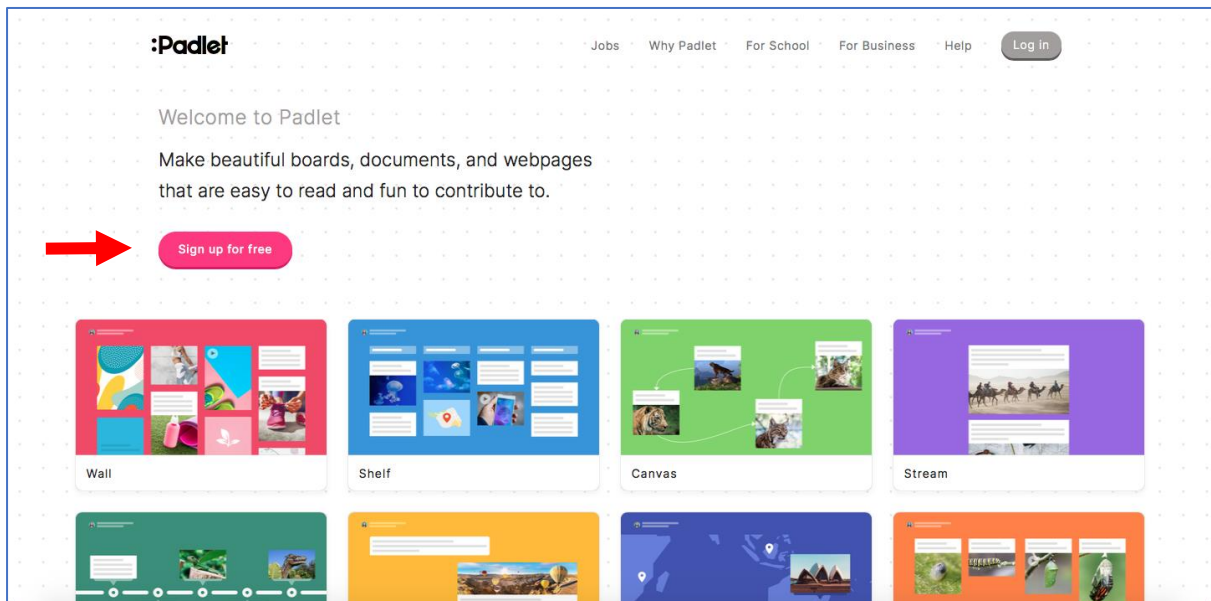 :Padlet
Jobs Why Padlet For School For Business Help Log in
Welcome to Padlet
Make beautiful boards, documents, and webpages
that are easy to read and fun to contribute to.
Sign up for free
Wall Shelf Canvas Stream